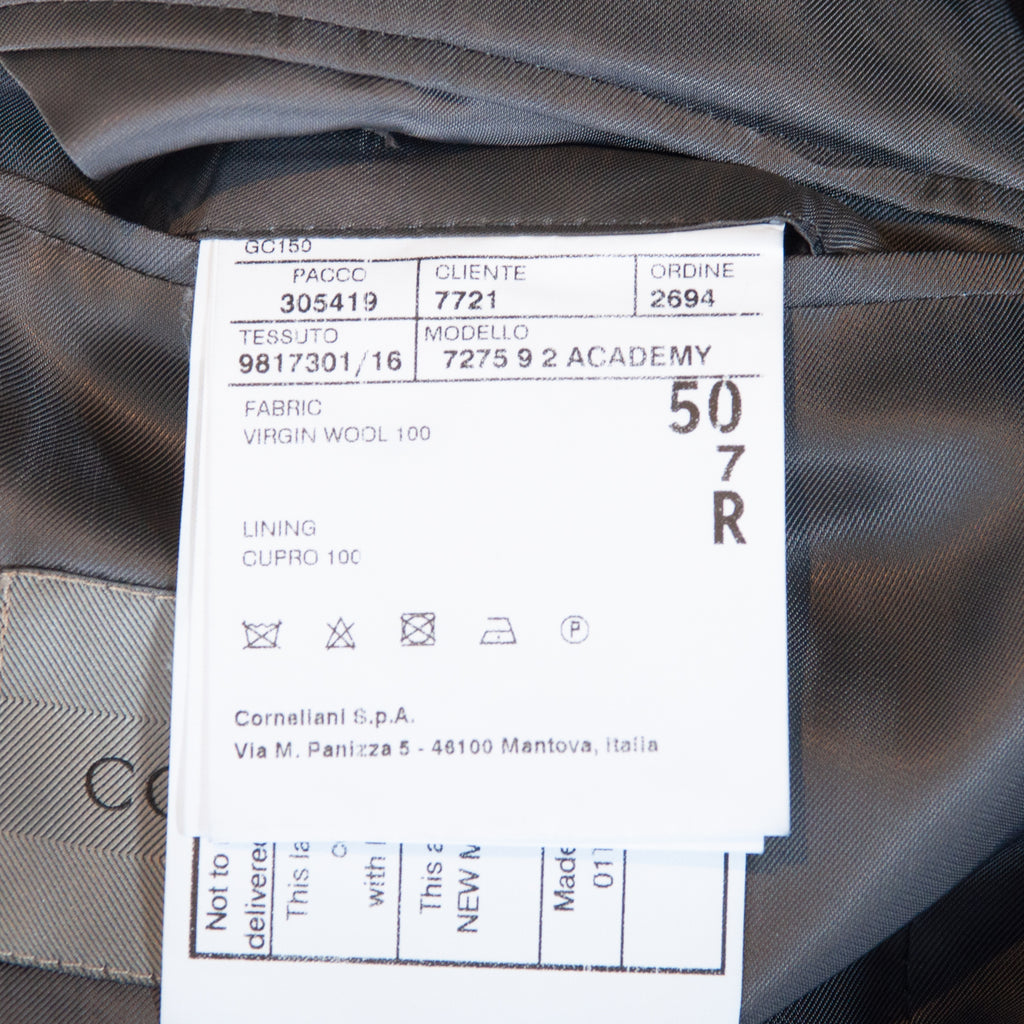 GC150
PACCO CLIENTE ORDINE
305419 7721 2694
TESSUTO MODELLO
9817301/16 7275 9 2 ACADEMY
50
FABRIC
VIRGIN WOOL 100
7
R
LINING
CUPRO 100
P
Corneliani S.p.A.
Via M. Panizza 5 - 46100 Mantova, Italia
CO
Not to
delivered
This la
with
This a
NEW M
Made
011